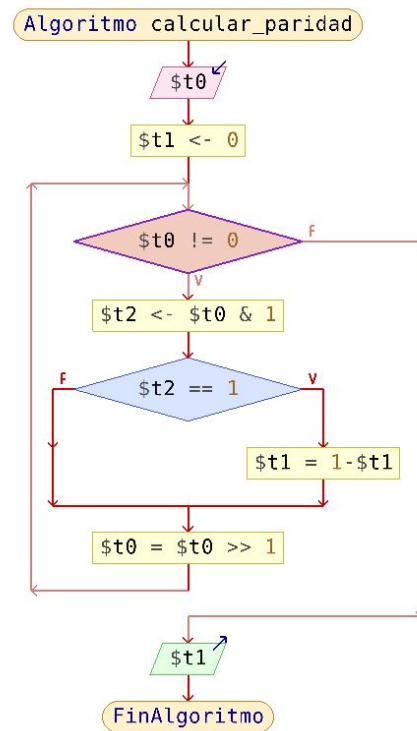 Algoritmo calcular_paridad
$t0
$t1 <- 0
$t0 != 0
F
V
$t2 <- $t0 & 1
F
$t2 == 1
V
$t1 = 1-$t1
$t0 = $t0 >> 1
$t1
FinAlgoritmo